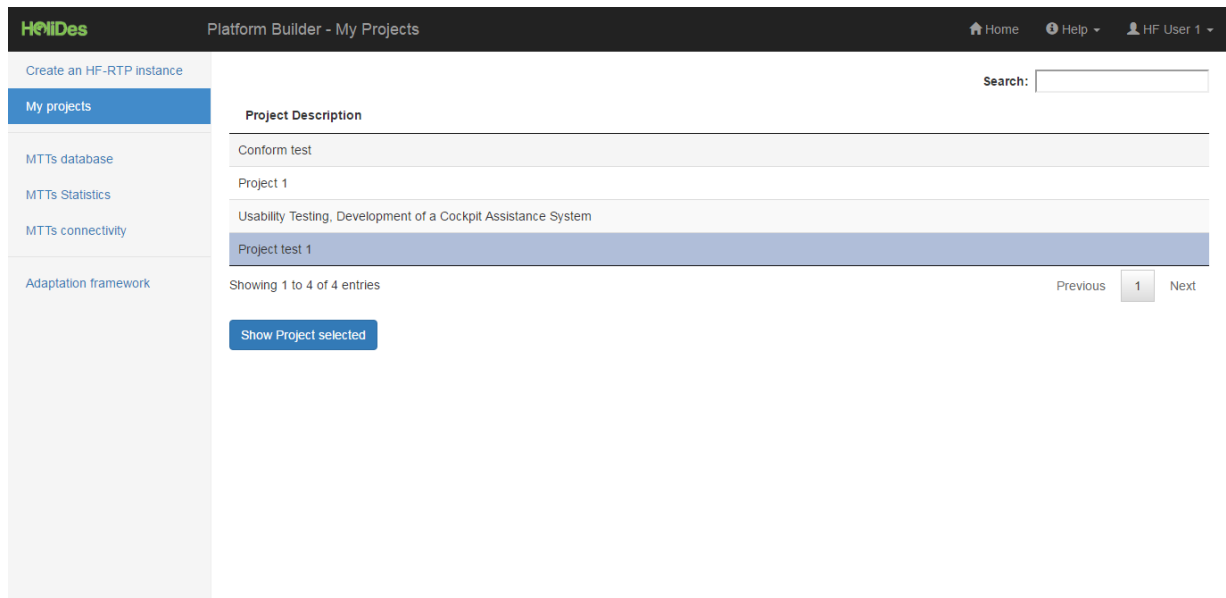 HoliDes Platform Builder - My Projects Home Help HF User 1
Create an HF-RTP instance
My projects
MTTs database
MTTs Statistics
MTTs connectivity
Adaptation framework
Search:
Project Description
Conform test
Project 1
Usability Testing, Development of a Cockpit Assistance System
Project test 1
Showing 1 to 4 of 4 entries Previous 1 Next
Show Project selected